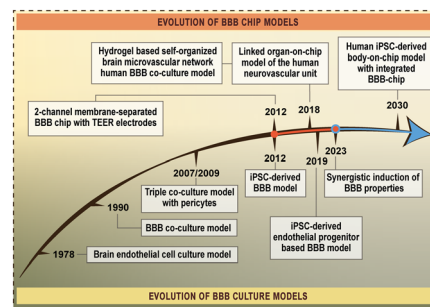 EVOLUTION OF BBB CHIP MODELS
Hydrogel based self-organized
brain microvascular network
human BBB co-culture model
Linked organ-on-chip
model of the human
neurovascular unit
Human iPSC-derived
body-on-chip model
with integrated
BBB-chip
2-channel membrane-separated
BBB chip with TEER electrodes
2012
2018
2030
2012
2019
2023
2007/2009
1990
1978
iPSC-derived
BBB model
Synergistic induction of
BBB properties
Triple co-culture model
with pericytes
iPSC-derived
endothelial progenitor
based BBB model
BBB co-culture model
Brain endothelial cell culture model
EVOLUTION OF BBB CULTURE MODELS